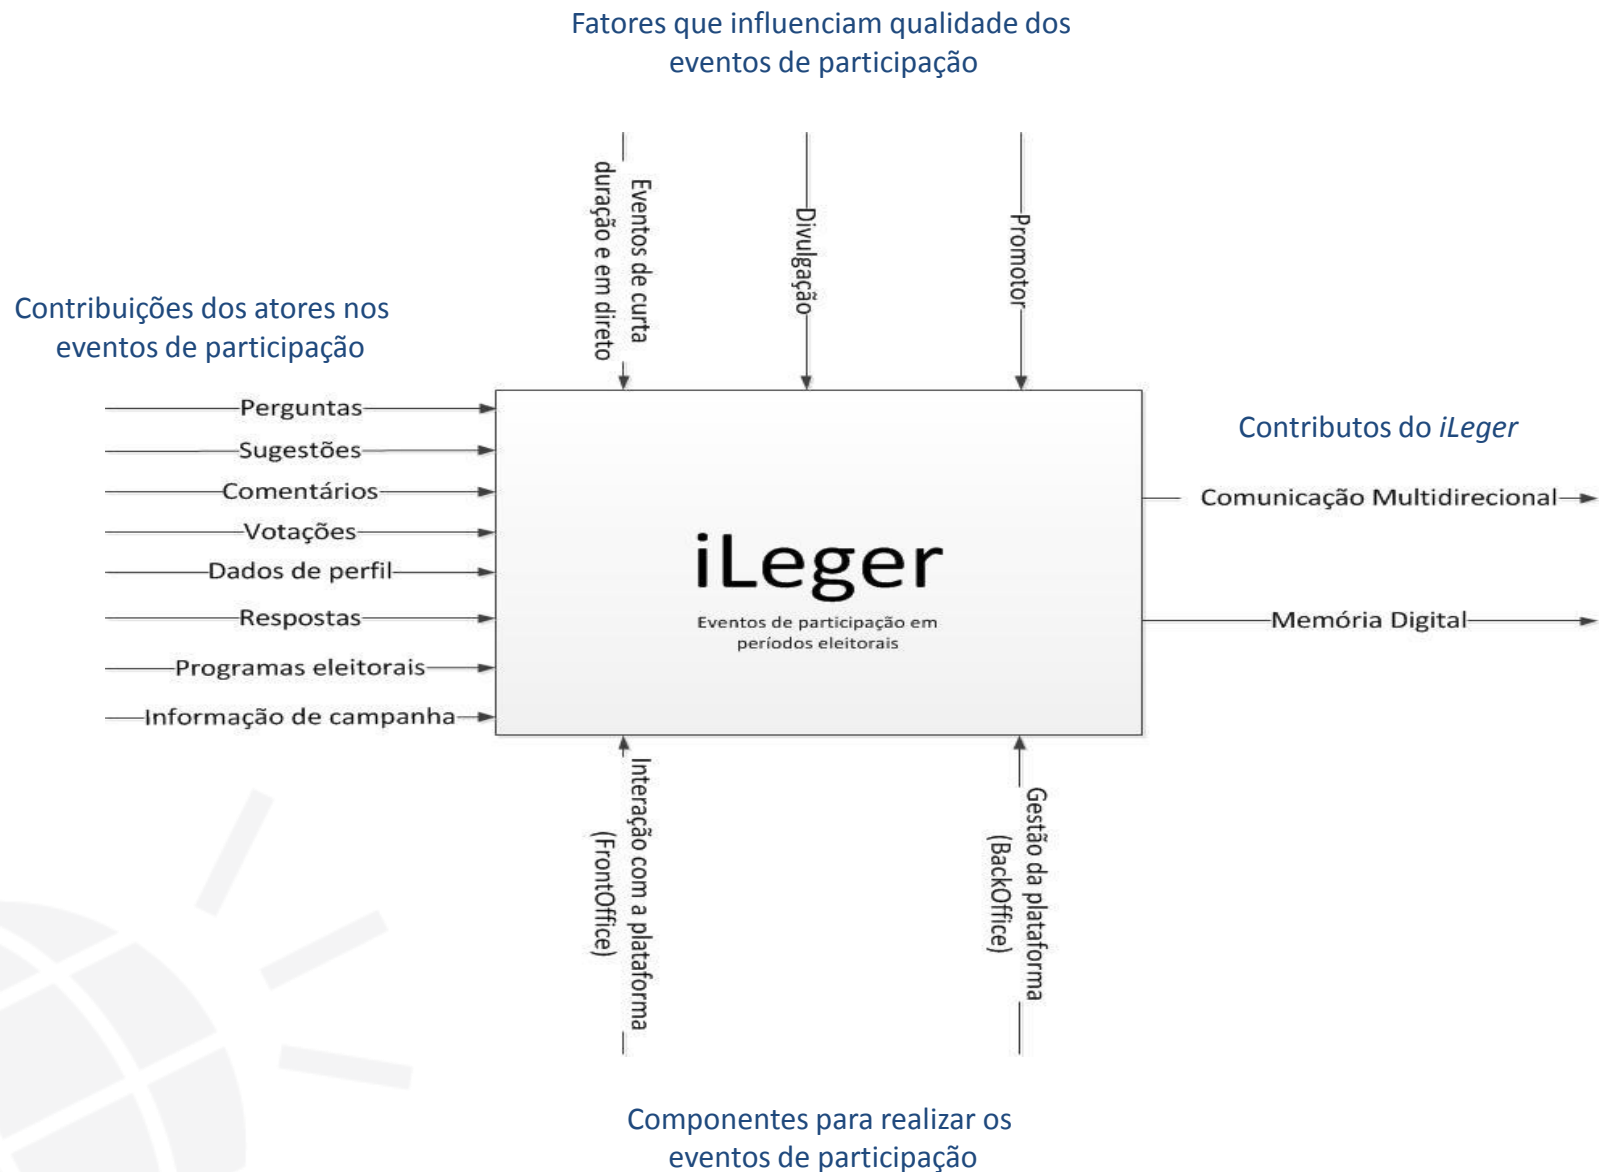 Fatores que influenciam qualidade dos
eventos de participação
Eventos de curta
duração e em direto
Divulgação
Promotor
Contribuições dos atores nos
eventos de participação
Perguntas
Sugestões
Comentários
Votações
Dados de perfil
Respostas
Programas eleitorais
Informação de campanha
iLeger
Eventos de participação em
períodos eleitorais
Contributos do iLeger
Comunicação Multidirecional
Memória Digital
Interação com a plataforma
(FrontOffice)
Gestão da plataforma
(BackOffice)
Componentes para realizar os
eventos de participação